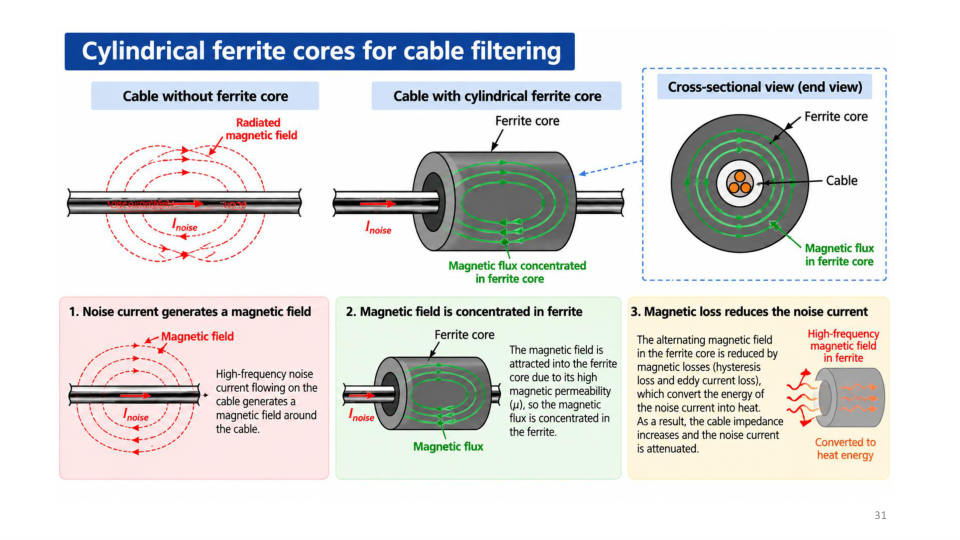 Cylindrical ferrite cores for cable filtering
Cable without ferrite core
Radiated
magnetic field
I noise
Cable with cylindrical ferrite core
Ferrite core
I noise
Magnetic flux concentrated
in ferrite core
Cross-sectional view (end view)
Ferrite core
Cable
Magnetic flux
in ferrite core
1. Noise current generates a magnetic field
Magnetic field
I noise
High-frequency noise
current flowing on the
cable generates a
magnetic field around
the cable.
2. Magnetic field is concentrated in ferrite
Ferrite core
I noise
Magnetic flux
The magnetic field is
attracted into the ferrite
core due to its high
magnetic permeability
(μ), so the magnetic
flux is concentrated in
the ferrite.
3. Magnetic loss reduces the noise current
The alternating magnetic field
in the ferrite core is reduced by
magnetic losses (hysteresis
loss and eddy current loss),
which convert the energy of
the noise current into heat.
As a result, the cable impedance
increases and the noise current
is attenuated.
High-frequency
magnetic field
in ferrite
Converted to
heat energy
31